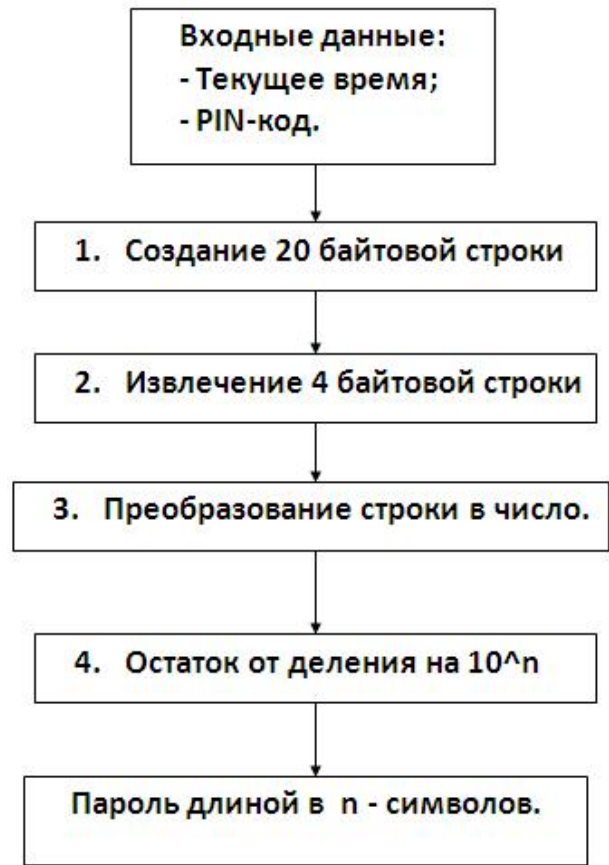 Входные данные:
- Текущее время;
- PIN-код.
1. Создание 20 байтовой строки
2. Извлечение 4 байтовой строки
3. Преобразование строки в число.
4. Остаток от деления на 10^n
Пароль длиной в n - символов.